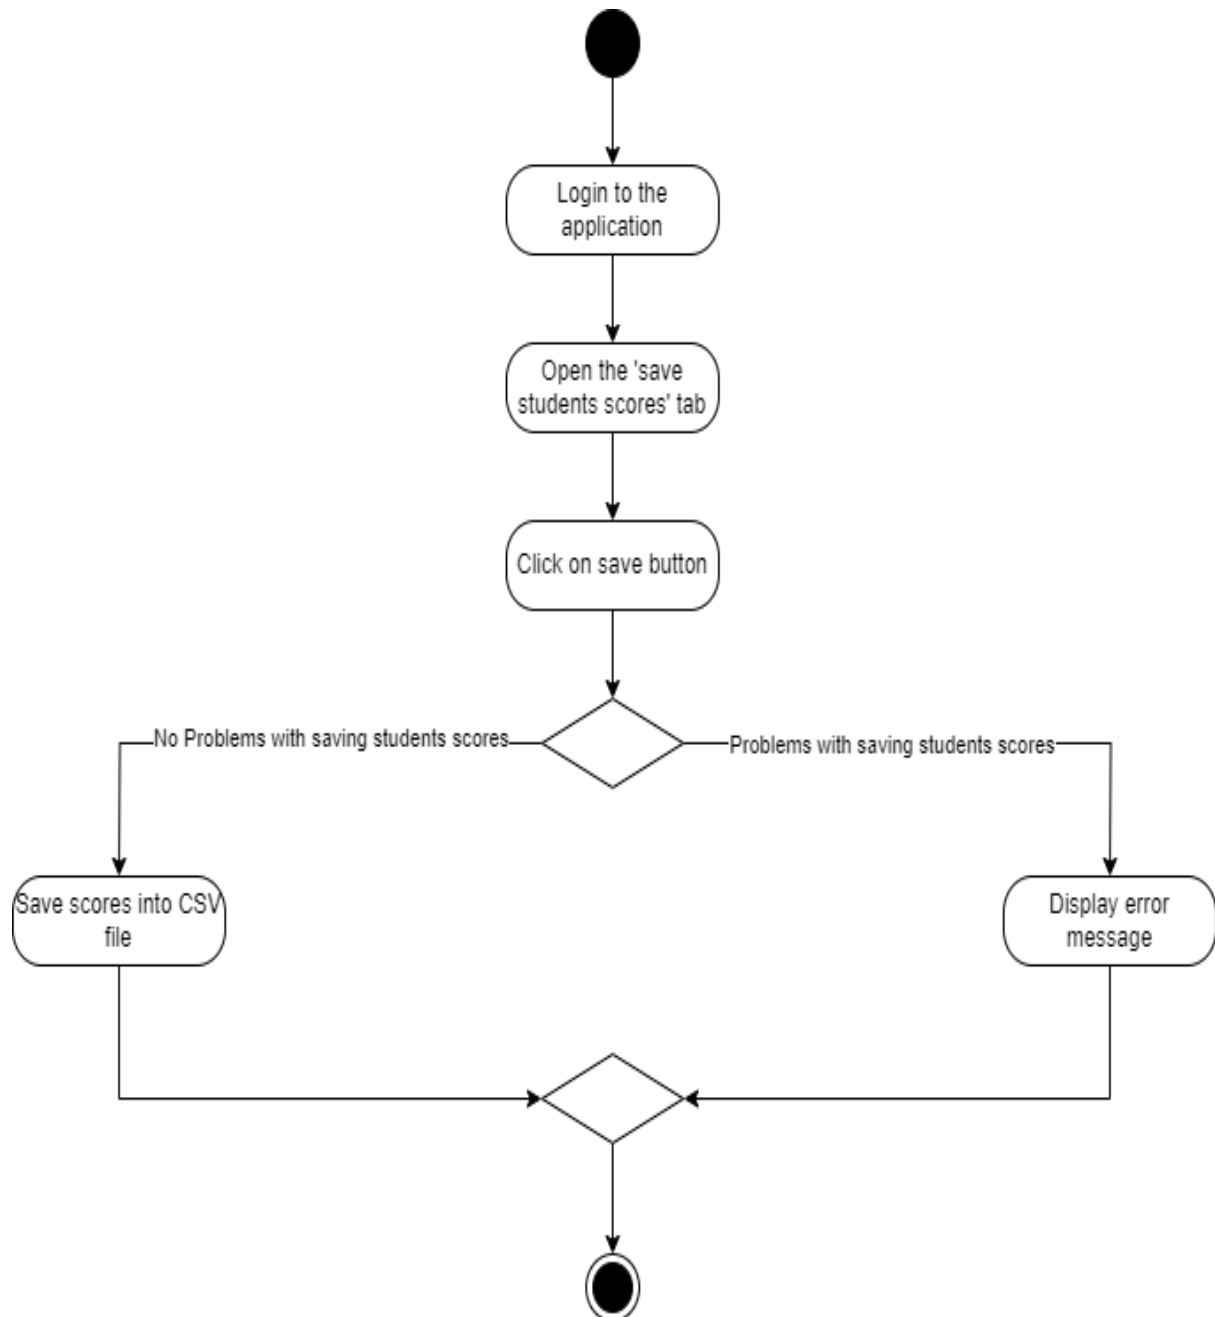 Login to the
application
Open the 'save
students scores' tab
Click on save button
No Problems with saving students scores
Problems with saving students scores
Save scores into CSV
file
Display error
message